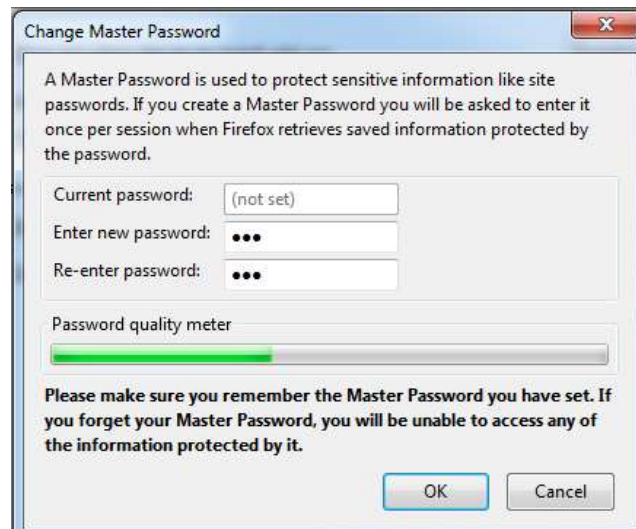 Change Master Password
A Master Password is used to protect sensitive information like site
passwords. If you create a Master Password you will be asked to enter it
once per session when Firefox retrieves saved information protected by
the password.
Current password: (not set)
Enter new password: •••
Re-enter password: •••
Password quality meter
Please make sure you remember the Master Password you have set. If
you forget your Master Password, you will be unable to access any of
the information protected by it.
OK Cancel